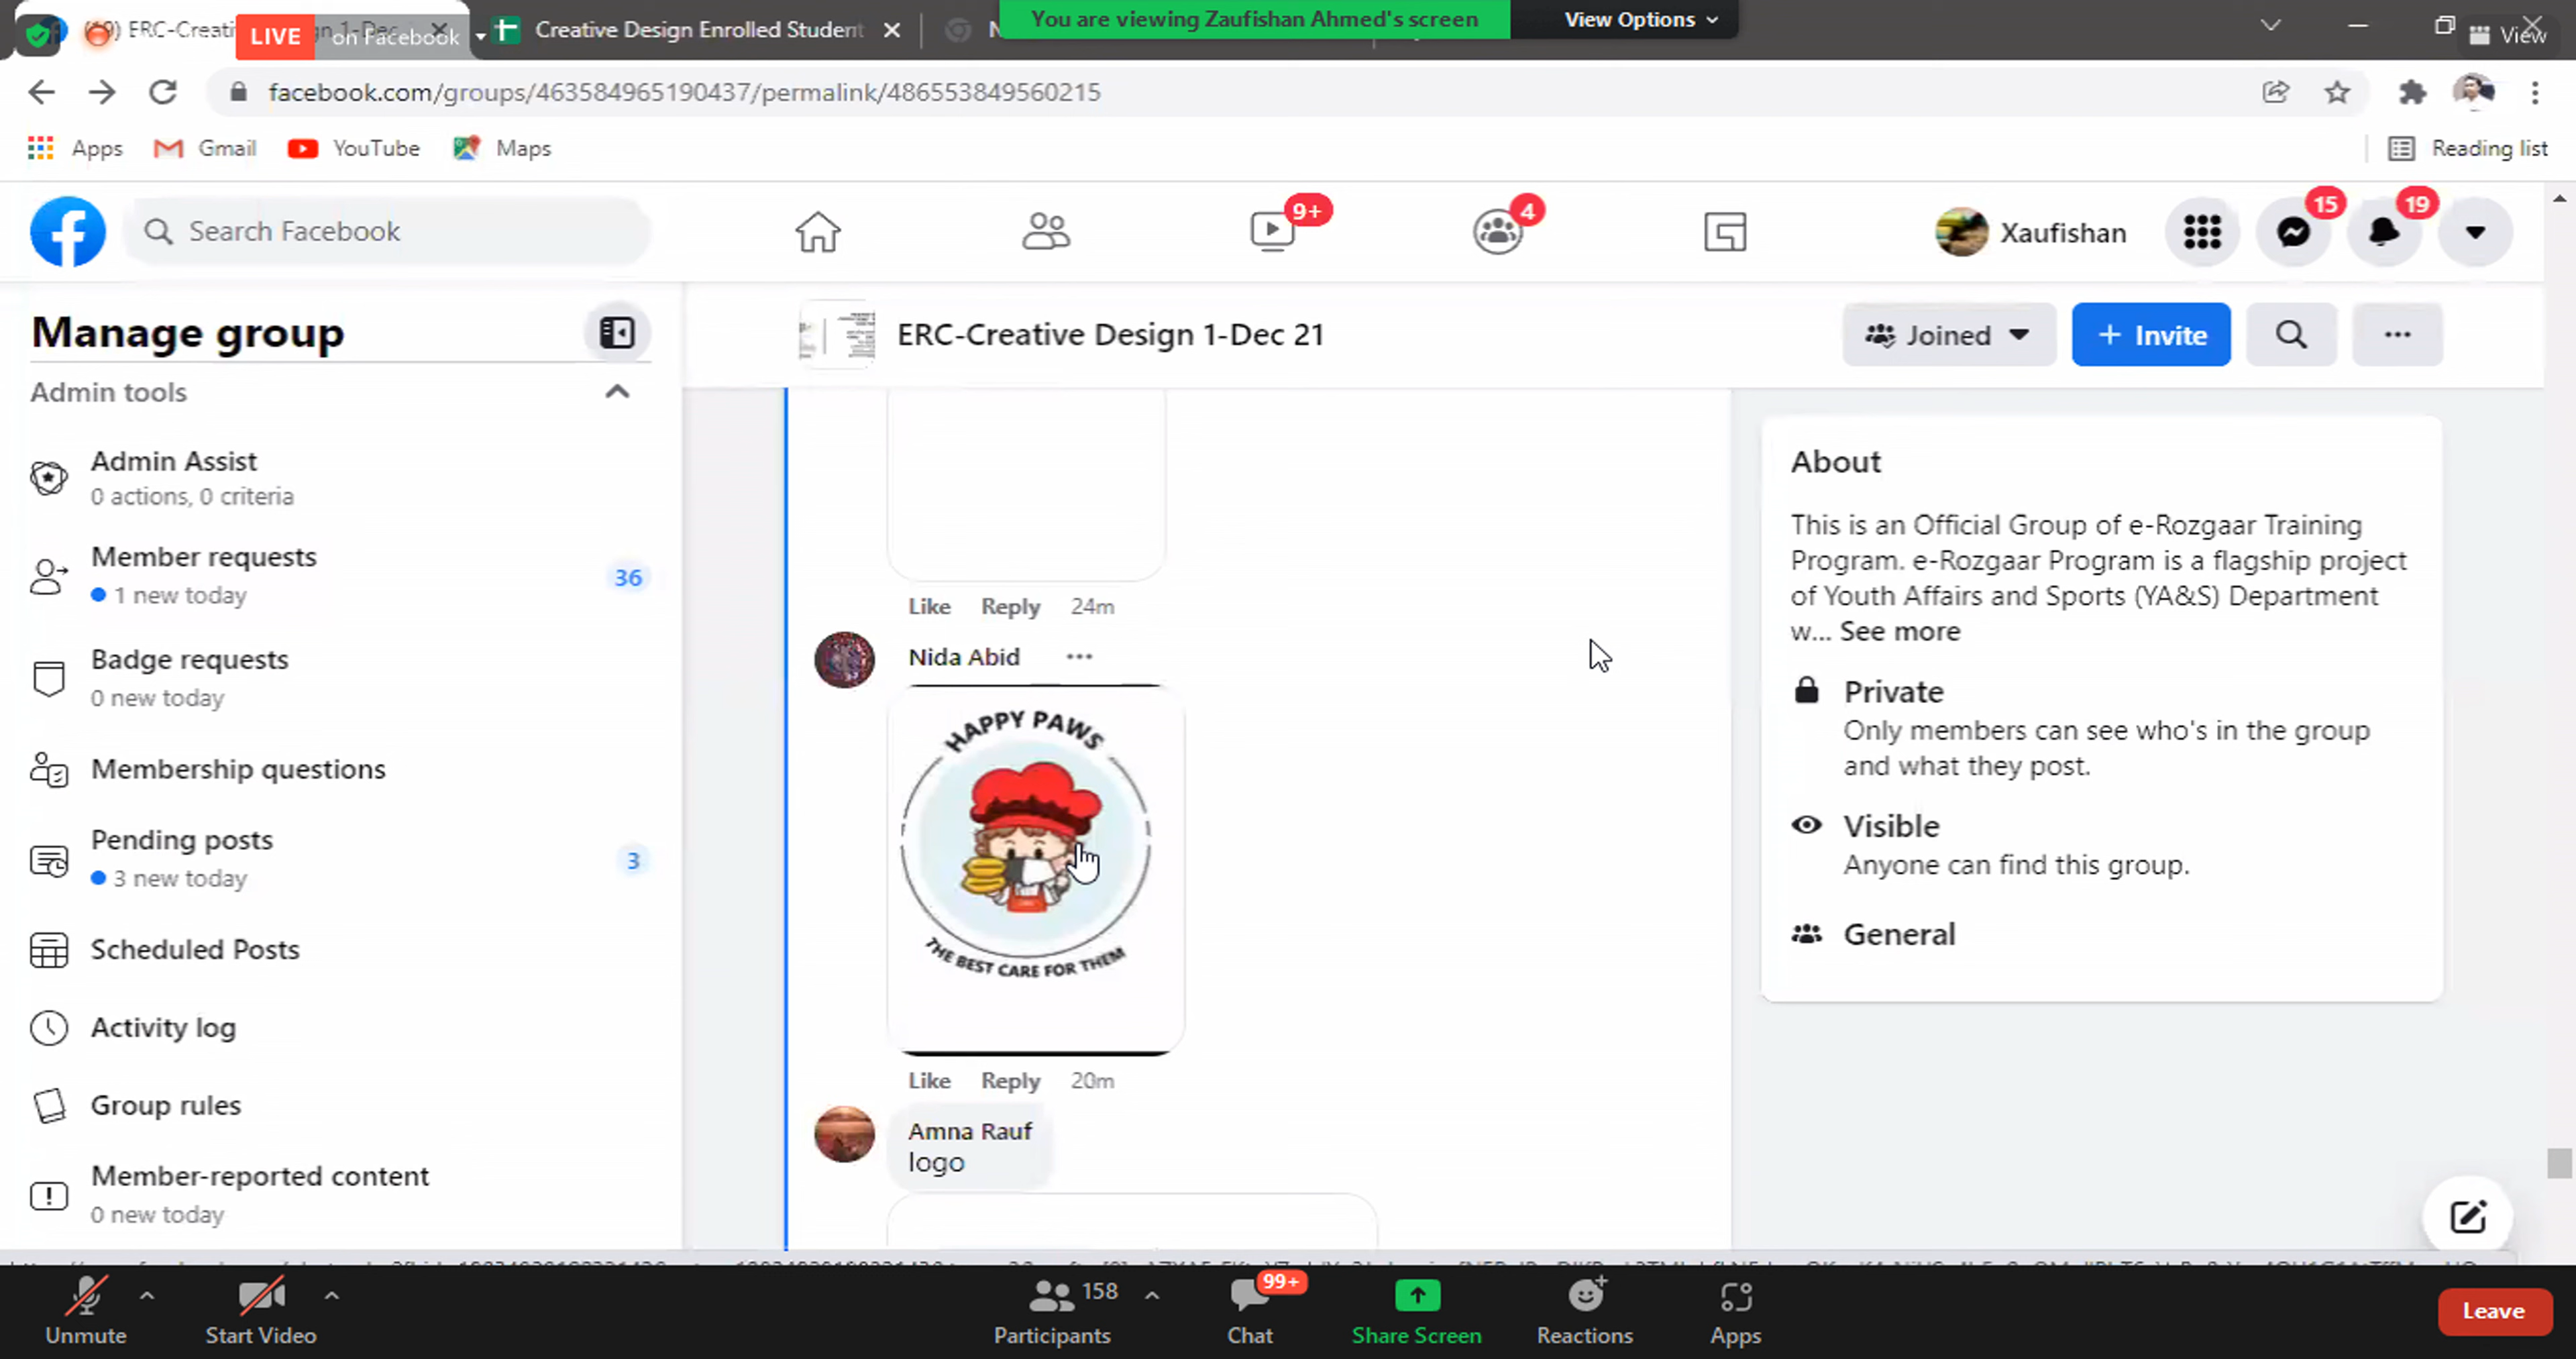 ERC-Creati
LIVE on Facebook
Creative Design Enrolled Student
You are viewing Zaufishan Ahmed's screen
View Options
View
facebook.com/groups/463584965190437/permalink/486553849560215
Apps
Gmail
YouTube
Maps
Reading list
Search Facebook
9+
4
Xaufishan
15
19
Manage group
ERC-Creative Design 1-Dec 21
Joined
+ Invite
Admin tools
Admin Assist
0 actions, 0 criteria
Member requests
1 new today
36
Badge requests
0 new today
Membership questions
Pending posts
3 new today
3
Scheduled Posts
Activity log
Group rules
Member-reported content
0 new today
Like Reply 24m
Nida Abid
HAPPY PAWS
THE BEST CARE FOR THEM
Like Reply 20m
Amna Rauf
logo
About
This is an Official Group of e-Rozgaar Training
Program. e-Rozgaar Program is a flagship project
of Youth Affairs and Sports (YA&S) Department
w... See more
Private
Only members can see who's in the group
and what they post.
Visible
Anyone can find this group.
General
Unmute
Start Video
158
Participants
99+
Chat
Share Screen
Reactions
Apps
Leave